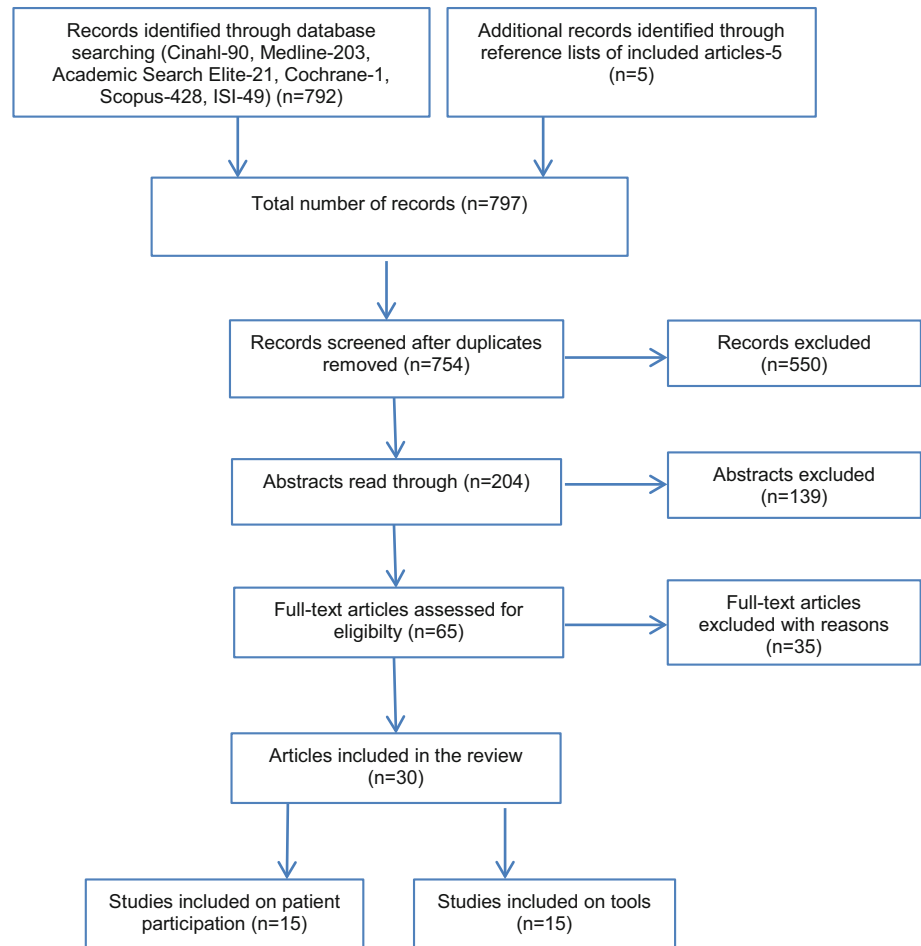 Records identified through database
searching (Cinahl-90, Medline-203,
Academic Search Elite-21, Cochrane-1,
Scopus-428, ISI-49) (n=792)
Additional records identified through
reference lists of included articles-5
(n=5)
Total number of records (n=797)
Records screened after duplicates
removed (n=754)
Records excluded
(n=550)
Abstracts read through (n=204)
Abstracts excluded
(n=139)
Full-text articles assessed for
eligibilty (n=65)
Full-text articles
excluded with reasons
(n=35)
Articles included in the review
(n=30)
Studies included on patient
participation (n=15)
Studies included on tools
(n=15)